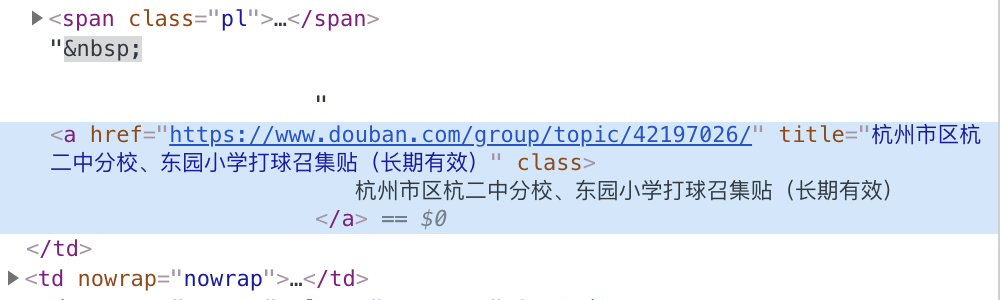 ▶<span class="pl">…</span>
"&nbsp;
"
<a href="https://www.douban.com/group/topic/42197026/" title="杭州市区杭
二中分校、东园小学打球召集贴（长期有效）" class>
杭州市区杭二中分校、东园小学打球召集贴（长期有效）
</a> == $0
</td>
▶<td nowrap="nowrap">…</td>